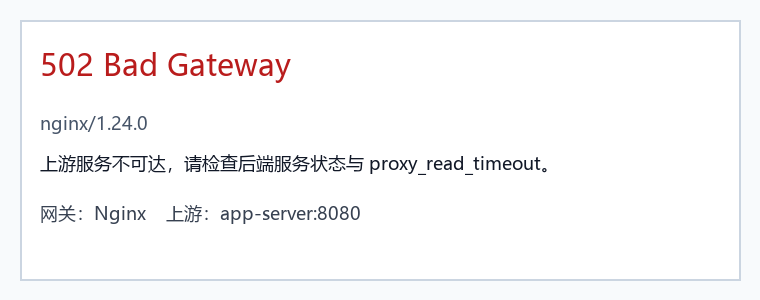 502 Bad Gateway
nginx/1.24.0
上游服务不可达，请检查后端服务状态与 proxy_read_timeout。
网关：Nginx 上游：app-server:8080